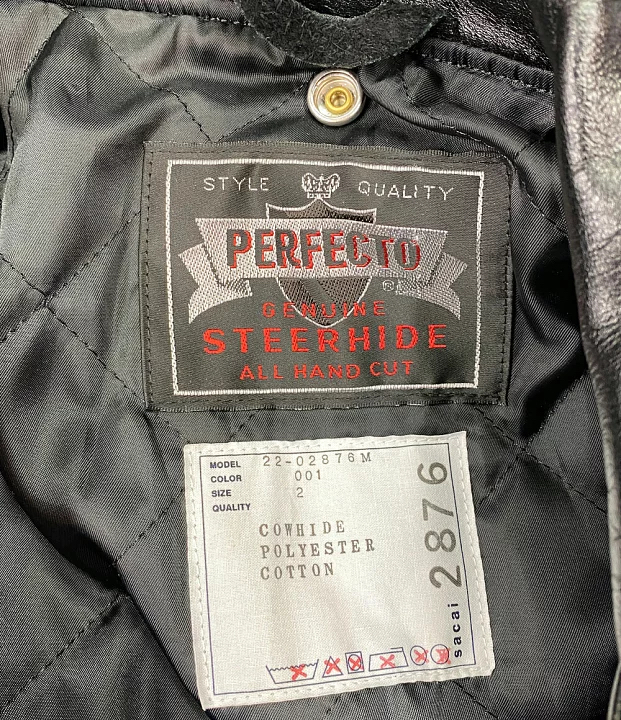 STYLE QUALITY
PERFECTO
®
GENUINE
STEERHIDE
ALL HAND CUT
MODEL 22-02876M
COLOR 001
SIZE 2
QUALITY
COWHIDE
POLYESTER
COTTON
sacai 2876